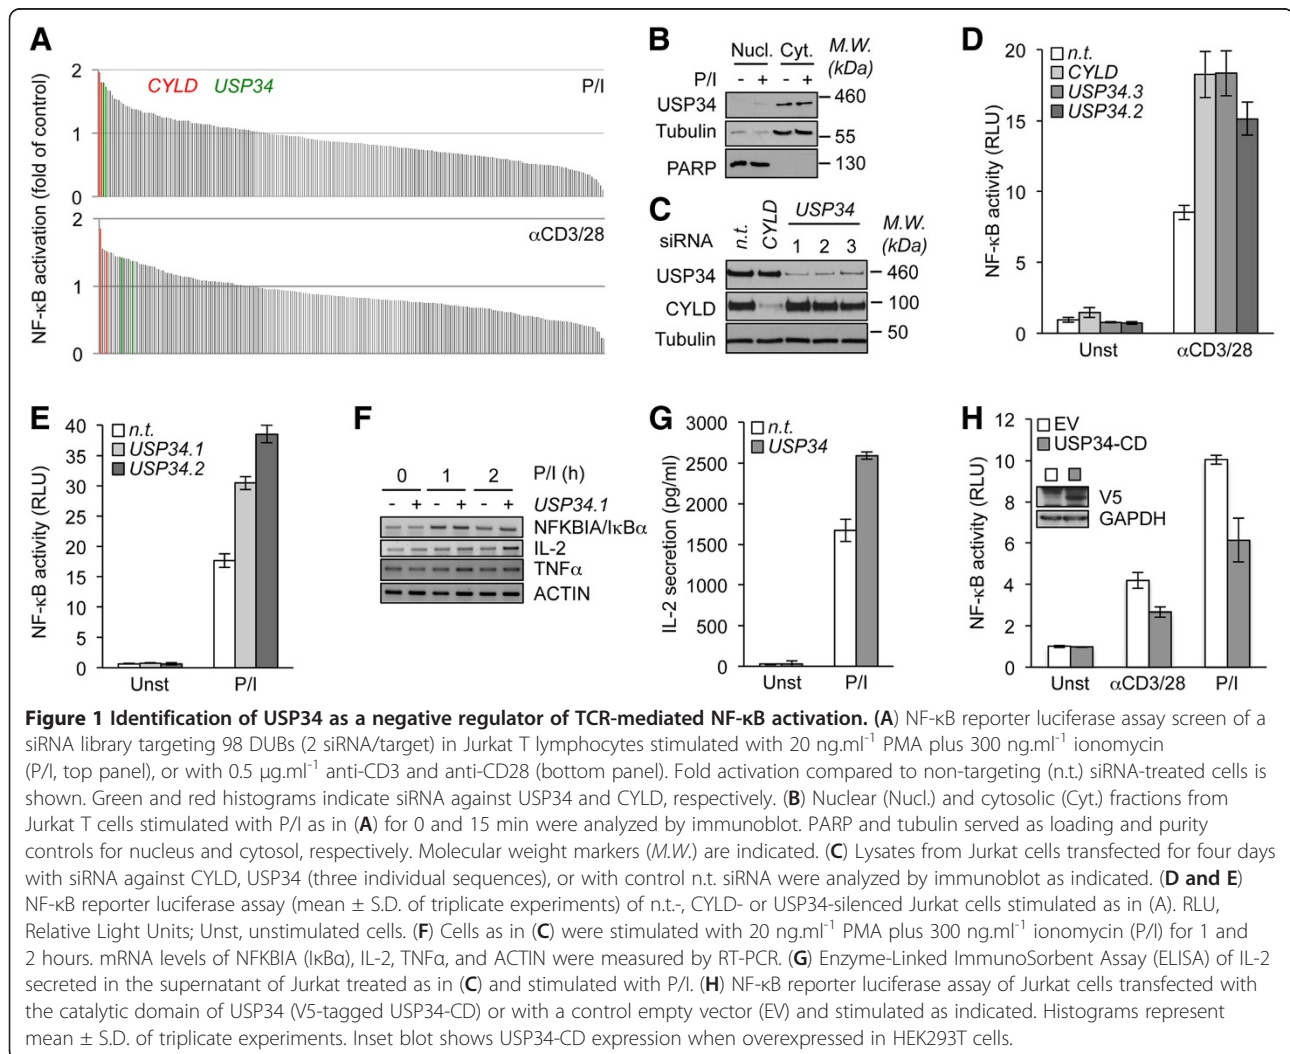 A
2
CYLD USP34
P/I
1
0
2
αCD3/28
1
0
NF-κB activation (fold of control)
B
Nucl. Cyt. M.W.
P/I - + - + (kDa)
USP34 460
Tubulin 55
PARP 130
C
siRNA n.t. CYLD USP34 M.W.
1 2 3 (kDa)
USP34 460
CYLD 100
Tubulin 50
D
n.t.
CYLD
USP34.3
USP34.2
20
15
10
5
0
NF-κB activity (RLU)
Unst αCD3/28
E
n.t.
USP34.1
USP34.2
40
35
30
25
20
15
10
5
0
NF-κB activity (RLU)
Unst P/I
F
0 1 2 P/I (h)
- + - + - + USP34.1
NFKBIA/IκBα
IL-2
TNFα
ACTIN
G
n.t.
USP34
3000
2500
2000
1500
1000
500
0
IL-2 secretion (pg/ml)
Unst P/I
H
EV
USP34-CD
V5
GAPDH
12
10
8
6
4
2
0
NF-κB activity (RLU)
Unst αCD3/28 P/I
Figure 1 Identification of USP34 as a negative regulator of TCR-mediated NF-κB activation. (A) NF-κB reporter luciferase assay screen of a
siRNA library targeting 98 DUBs (2 siRNA/target) in Jurkat T lymphocytes stimulated with 20 ng.ml⁻¹ PMA plus 300 ng.ml⁻¹ ionomycin
(P/I, top panel), or with 0.5 μg.ml⁻¹ anti-CD3 and anti-CD28 (bottom panel). Fold activation compared to non-targeting (n.t.) siRNA-treated cells is
shown. Green and red histograms indicate siRNA against USP34 and CYLD, respectively. (B) Nuclear (Nucl.) and cytosolic (Cyt.) fractions from
Jurkat T cells stimulated with P/I as in (A) for 0 and 15 min were analyzed by immunoblot. PARP and tubulin served as loading and purity
controls for nucleus and cytosol, respectively. Molecular weight markers (M.W.) are indicated. (C) Lysates from Jurkat cells transfected for four days
with siRNA against CYLD, USP34 (three individual sequences), or with control n.t. siRNA were analyzed by immunoblot as indicated. (D and E)
NF-κB reporter luciferase assay (mean ± S.D. of triplicate experiments) of n.t.-, CYLD- or USP34-silenced Jurkat cells stimulated as in (A). RLU,
Relative Light Units; Unst, unstimulated cells. (F) Cells as in (C) were stimulated with 20 ng.ml⁻¹ PMA plus 300 ng.ml⁻¹ ionomycin (P/I) for 1 and
2 hours. mRNA levels of NFKBIA (IκBα), IL-2, TNFα, and ACTIN were measured by RT-PCR. (G) Enzyme-Linked ImmunoSorbent Assay (ELISA) of IL-2
secreted in the supernatant of Jurkat treated as in (C) and stimulated with P/I. (H) NF-κB reporter luciferase assay of Jurkat cells transfected with
the catalytic domain of USP34 (V5-tagged USP34-CD) or with a control empty vector (EV) and stimulated as indicated. Histograms represent
mean ± S.D. of triplicate experiments. Inset blot shows USP34-CD expression when overexpressed in HEK293T cells.